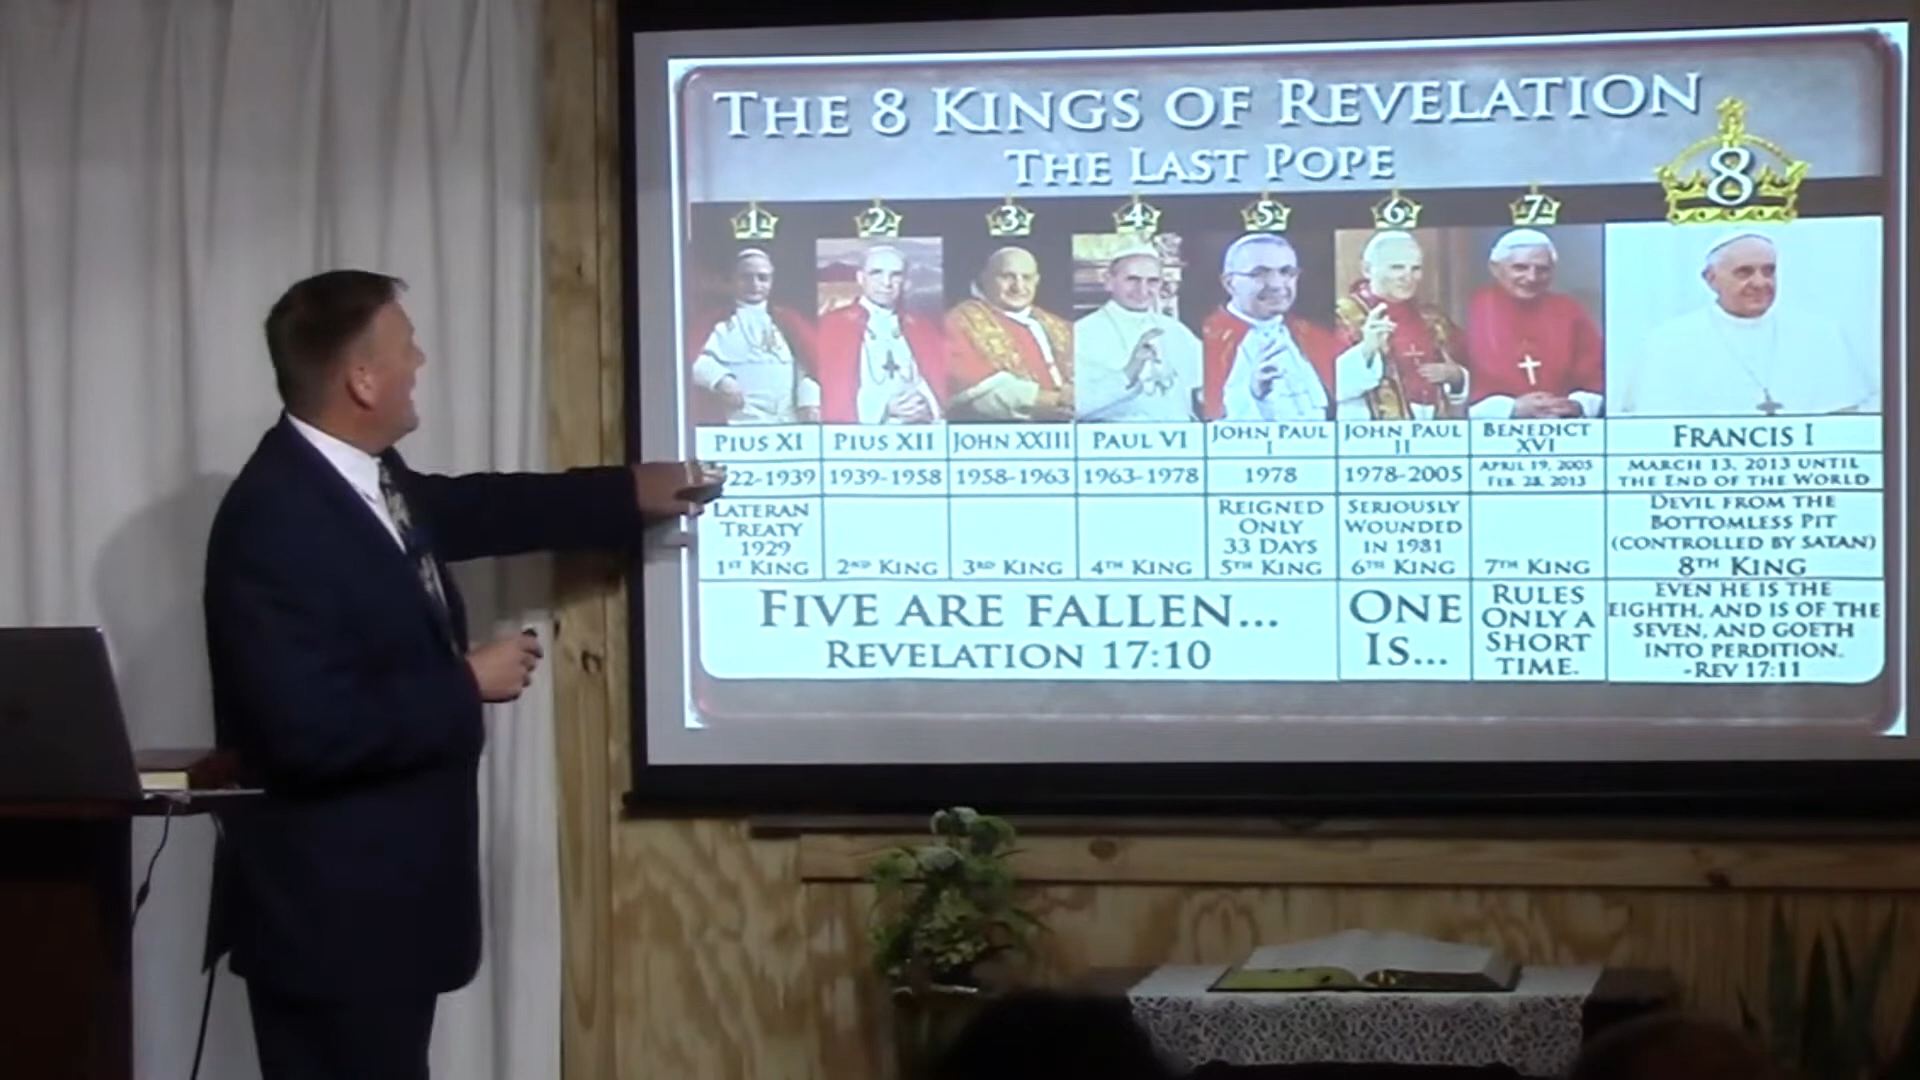 THE 8 KINGS OF REVELATION
THE LAST POPE
1 2 3 4 5 6 7 8
PIUS XI
PIUS XII
JOHN XXIII
PAUL VI
JOHN PAUL
I
JOHN PAUL
II
BENEDICT
XVI
FRANCIS I
22-1939
1939-1958
1958-1963
1963-1978
1978
1978-2005
APRIL 19, 2005
FEB 28, 2013
MARCH 13, 2013 UNTIL
THE END OF THE WORLD
LATERAN
TREATY
1929
1ST KING
2ND KING
3RD KING
4TH KING
REIGNED
ONLY
33 DAYS
5TH KING
SERIOUSLY
WOUNDED
IN 1981
6TH KING
7TH KING
DEVIL FROM THE
BOTTOMLESS PIT
(CONTROLLED BY SATAN)
8TH KING
FIVE ARE FALLEN...
REVELATION 17:10
ONE
IS...
RULES
ONLY A
SHORT
TIME.
EVEN HE IS THE
EIGHTH, AND IS OF THE
SEVEN, AND GOETH
INTO PERDITION.
-REV 17:11